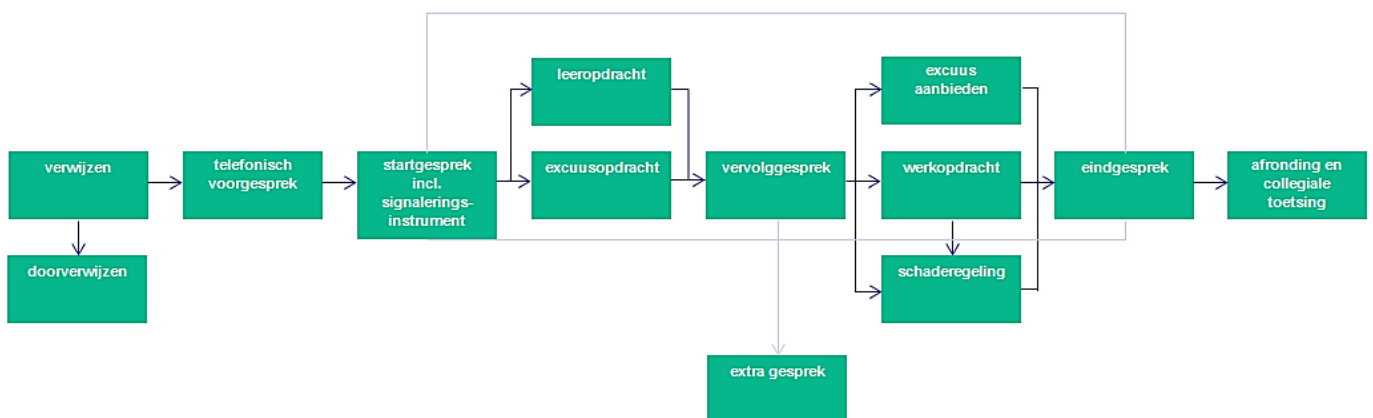 verwijzen
doorverwijzen
telefonisch
voorgesprek
startgesprek
incl.
signalerings-
instrument
leeropdracht
excuusopdracht
vervolggesprek
extra gesprek
excuus
aanbieden
werkopdracht
schaderegeling
eindgesprek
afronding en
collegiale
toetsing